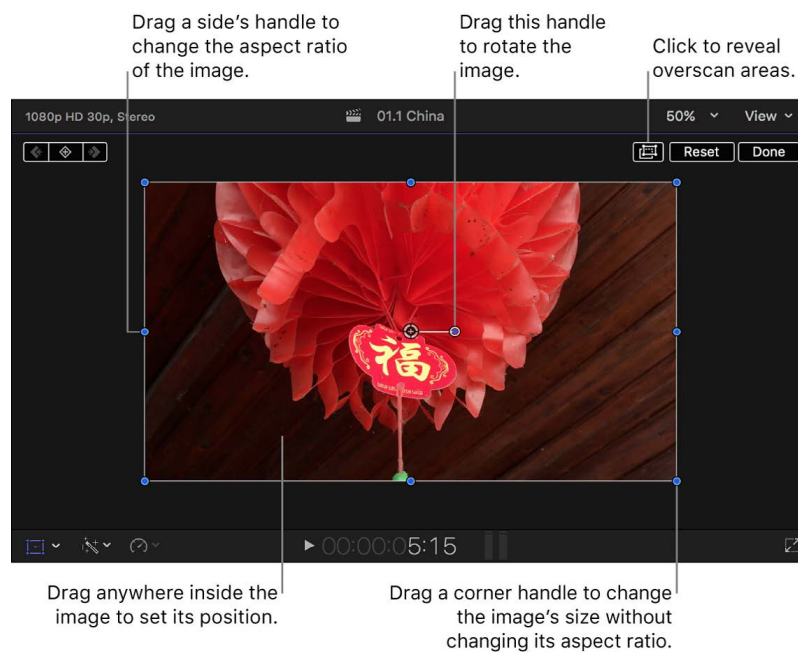 Drag a side’s handle to
change the aspect ratio
of the image.
Drag this handle
to rotate the
image.
Click to reveal
overscan areas.
1080p HD 30p, Stereo
01.1 China
50%
View
Reset
Done
福
00:00:05:15
Drag anywhere inside the
image to set its position.
Drag a corner handle to change
the image’s size without
changing its aspect ratio.